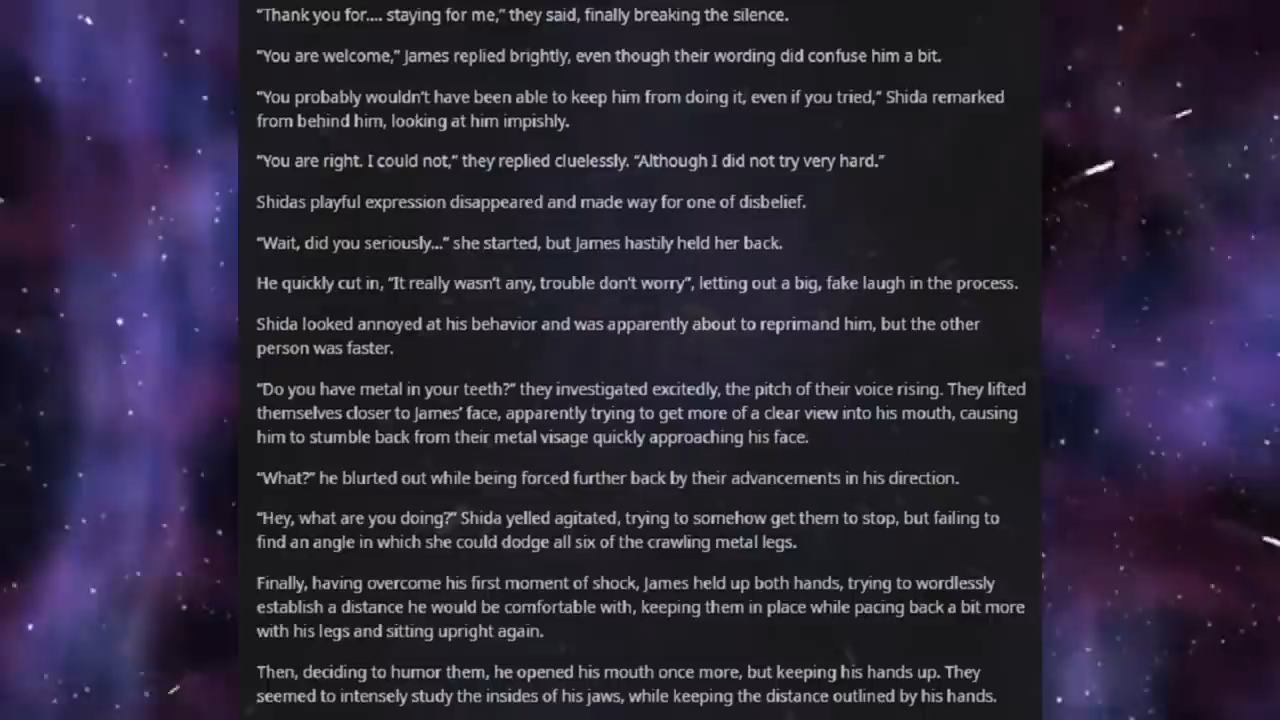 “Thank you for.... staying for me,” they said, finally breaking the silence.
“You are welcome,” James replied brightly, even though their wording did confuse him a bit.
“You probably wouldn’t have been able to keep him from doing it, even if you tried,” Shida remarked
from behind him, looking at him impishly.
“You are right. I could not,” they replied cluelessly. “Although I did not try very hard.”
Shidas playful expression disappeared and made way for one of disbelief.
“Wait, did you seriously...” she started, but James hastily held her back.
He quickly cut in, “It really wasn’t any, trouble don’t worry”, letting out a big, fake laugh in the process.
Shida looked annoyed at his behavior and was apparently about to reprimand him, but the other
person was faster.
“Do you have metal in your teeth?” they investigated excitedly, the pitch of their voice rising. They lifted
themselves closer to James’ face, apparently trying to get more of a clear view into his mouth, causing
him to stumble back from their metal visage quickly approaching his face.
“What?” he blurted out while being forced further back by their advancements in his direction.
“Hey, what are you doing?” Shida yelled agitated, trying to somehow get them to stop, but failing to
find an angle in which she could dodge all six of the crawling metal legs.
Finally, having overcome his first moment of shock, James held up both hands, trying to wordlessly
establish a distance he would be comfortable with, keeping them in place while pacing back a bit more
with his legs and sitting upright again.
Then, deciding to humor them, he opened his mouth once more, but keeping his hands up. They
seemed to intensely study the insides of his jaws, while keeping the distance outlined by his hands.